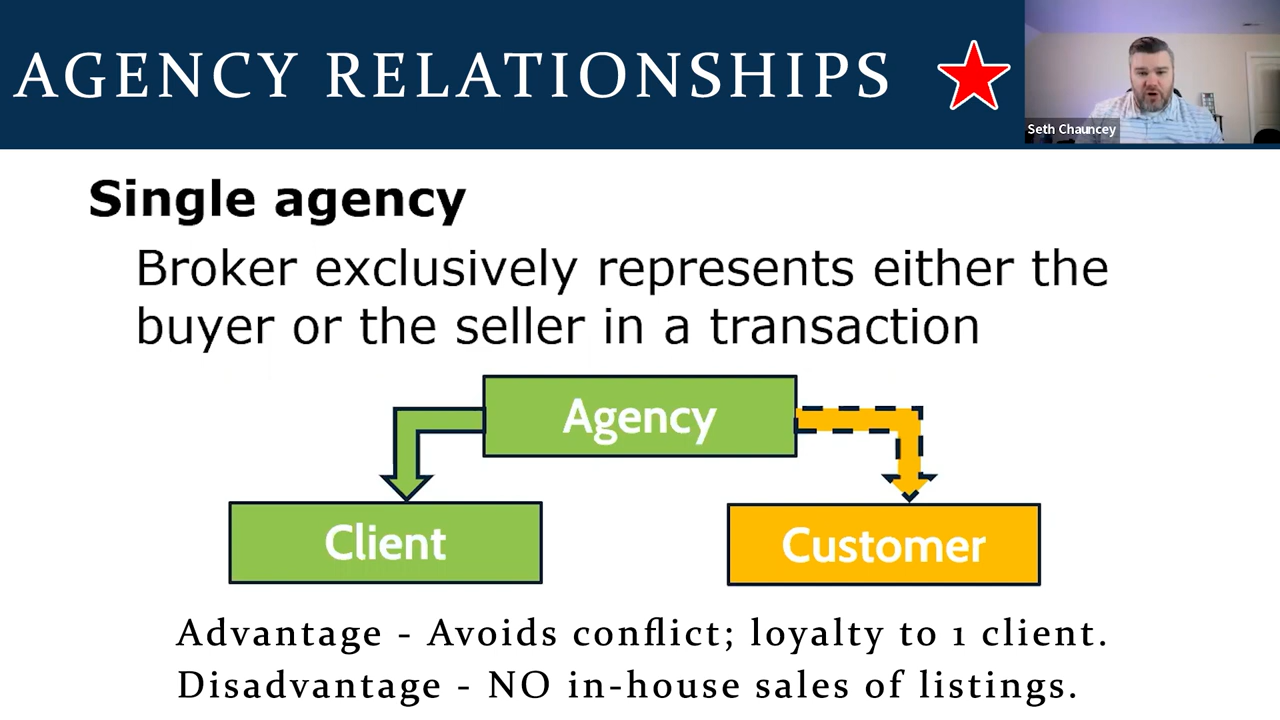 AGENCY RELATIONSHIPS
Seth Chauncey
Single agency
Broker exclusively represents either the
buyer or the seller in a transaction
Agency
Client
Customer
Advantage - Avoids conflict; loyalty to 1 client.
Disadvantage - NO in-house sales of listings.